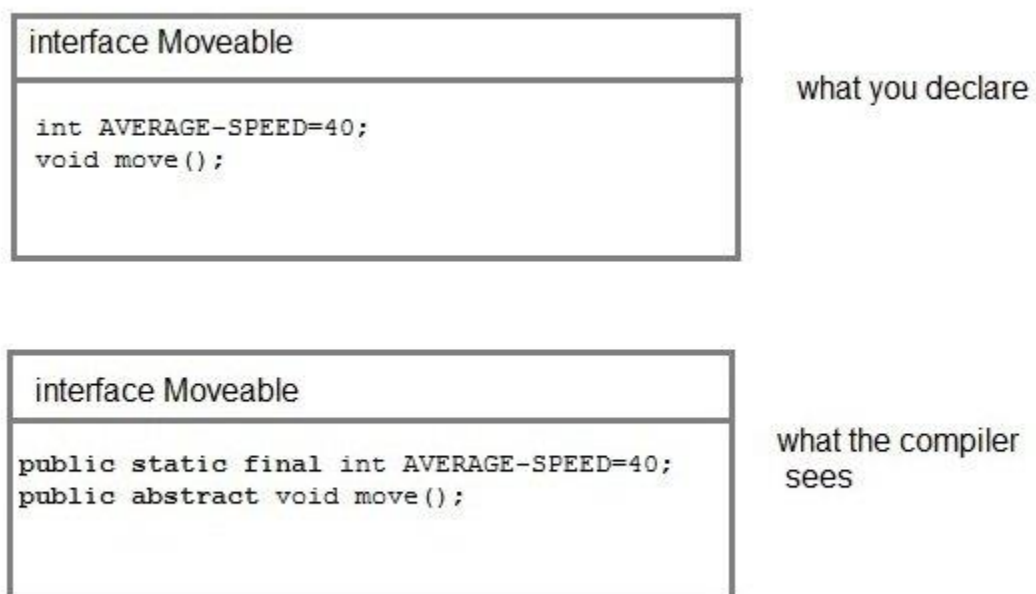 interface Moveable
what you declare
int AVERAGE-SPEED=40;
void move();
interface Moveable
what the compiler
sees
public static final int AVERAGE-SPEED=40;
public abstract void move();